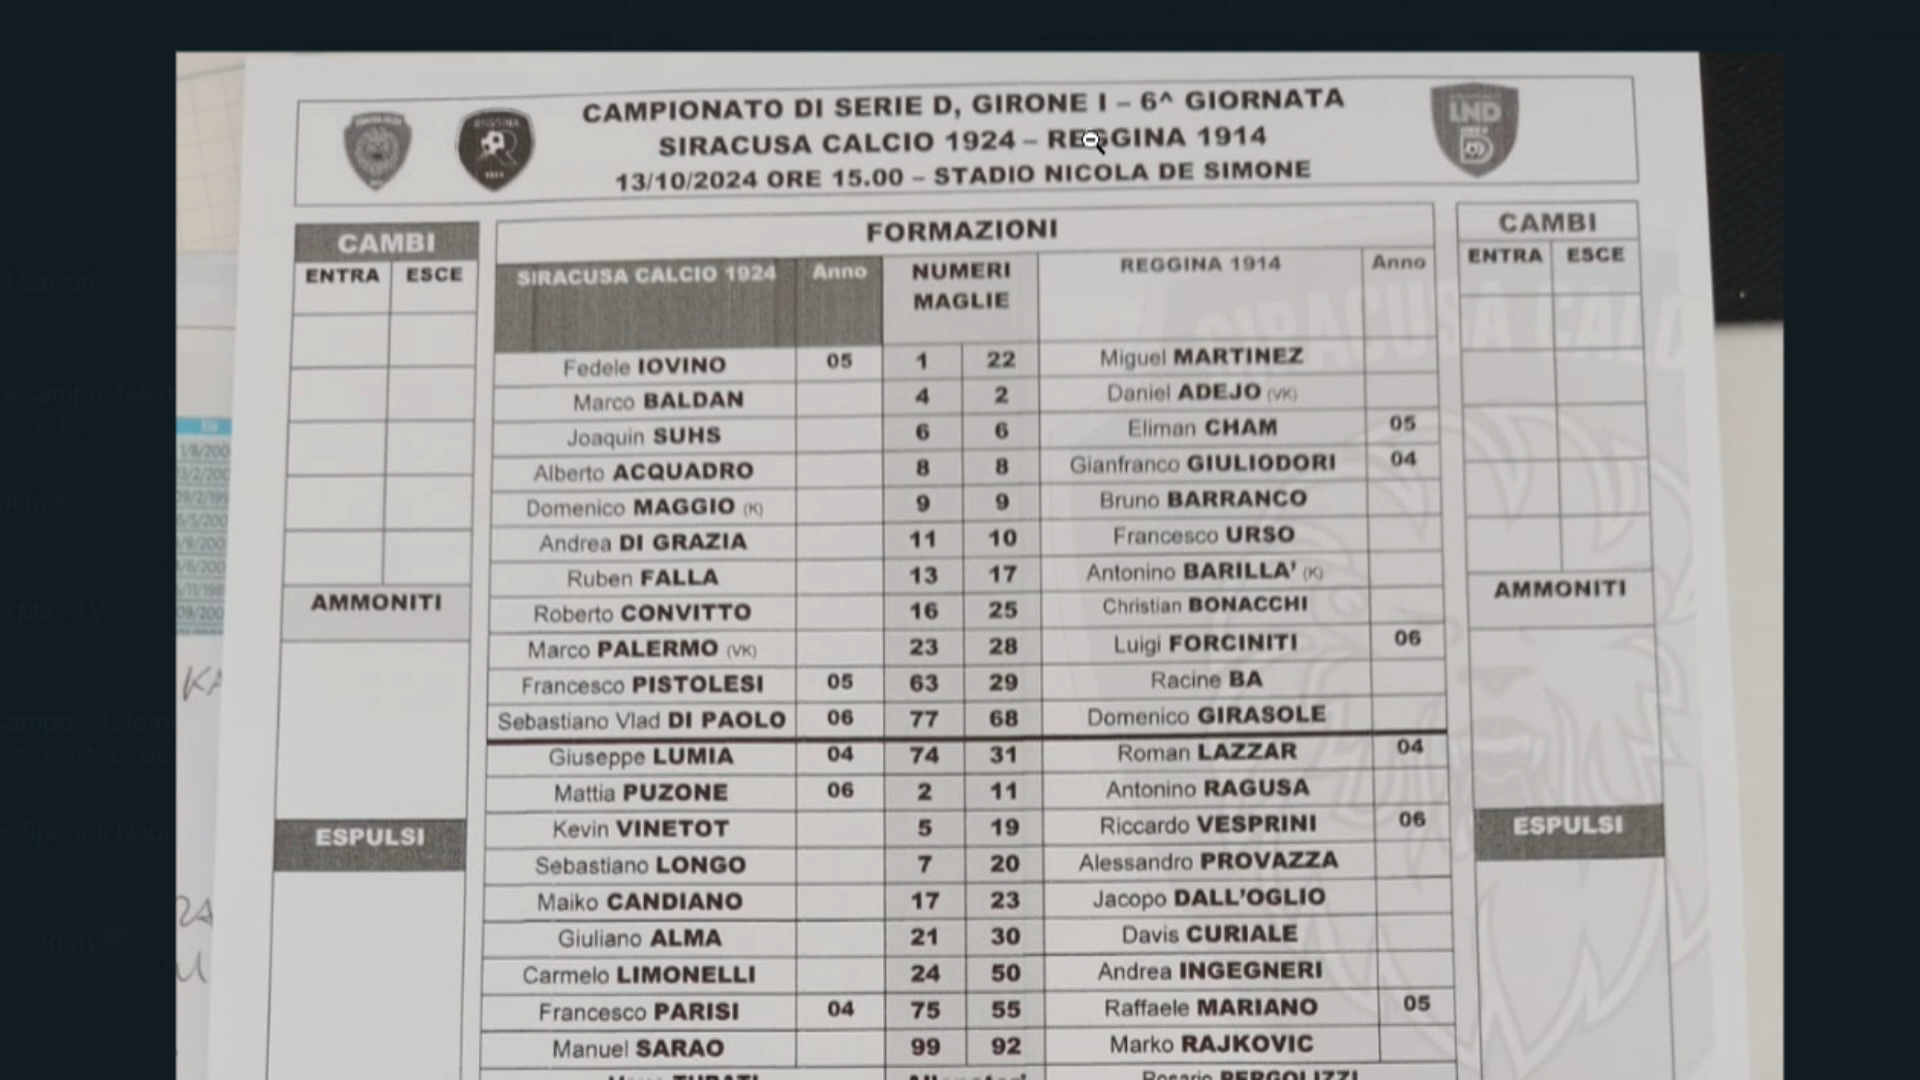 CAMPIONATO DI SERIE D, GIRONE I – 6^ GIORNATA
SIRACUSA CALCIO 1924 – REGGINA 1914
13/10/2024 ORE 15.00 – STADIO NICOLA DE SIMONE
LND
CAMBI
ENTRA ESCE
AMMONITI
ESPULSI
FORMAZIONI
SIRACUSA CALCIO 1924 Anno NUMERI MAGLIE REGGINA 1914 Anno
Fedele IOVINO 05 1 22 Miguel MARTINEZ
Marco BALDAN 4 2 Daniel ADEJO (VK)
Joaquin SUHS 6 6 Eliman CHAM 05
Alberto ACQUADRO 8 8 Gianfranco GIULIODORI 04
Domenico MAGGIO (K) 9 9 Bruno BARRANCO
Andrea DI GRAZIA 11 10 Francesco URSO
Ruben FALLA 13 17 Antonino BARILLA' (K)
Roberto CONVITTO 16 25 Christian BONACCHI
Marco PALERMO (VK) 23 28 Luigi FORCINITI 06
Francesco PISTOLESI 05 63 29 Racine BA
Sebastiano Vlad DI PAOLO 06 77 68 Domenico GIRASOLE
Giuseppe LUMIA 04 74 31 Roman LAZZAR 04
Mattia PUZONE 06 2 11 Antonino RAGUSA
Kevin VINETOT 5 19 Riccardo VESPRINI 06
Sebastiano LONGO 7 20 Alessandro PROVAZZA
Maiko CANDIANO 17 23 Jacopo DALL'OGLIO
Giuliano ALMA 21 30 Davis CURIALE
Carmelo LIMONELLI 24 50 Andrea INGEGNERI
Francesco PARISI 04 75 55 Raffaele MARIANO 05
Manuel SARAO 99 92 Marko RAJKOVIC
Rosario PERGOLIZZI
CAMBI
ENTRA ESCE
AMMONITI
ESPULSI